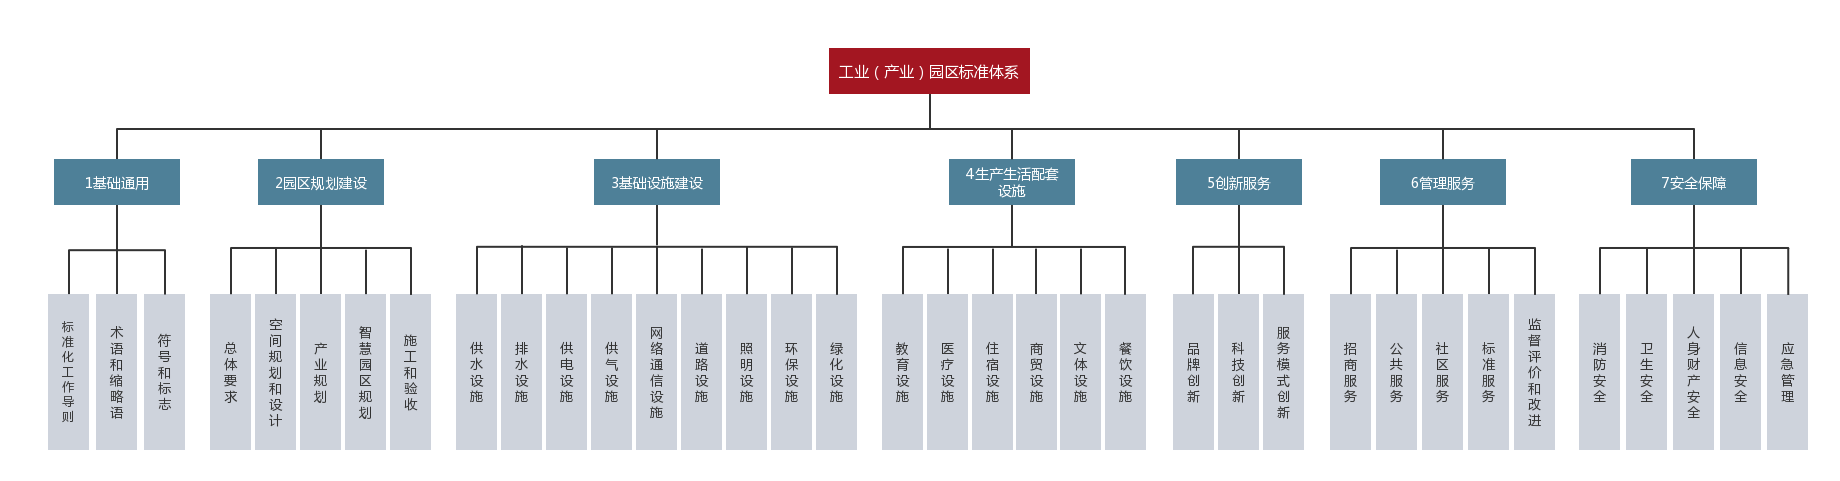 工业（产业）园区标准体系
1基础通用
2园区规划建设
3基础设施建设
4生产生活配套
设施
5创新服务
6管理服务
7安全保障
标准化工作导则
术语和缩略语
符号和标志
总体要求
空间规划和设计
产业规划
智慧园区规划
施工和验收
供水设施
排水设施
供电设施
供气设施
网络通信设施
道路设施
照明设施
环保设施
绿化设施
教育设施
医疗设施
住宿设施
商贸设施
文体设施
餐饮设施
品牌创新
科技创新
服务模式创新
招商服务
公共服务
社区服务
标准服务
监督评价和改进
消防安全
卫生安全
人身财产安全
信息安全
应急管理